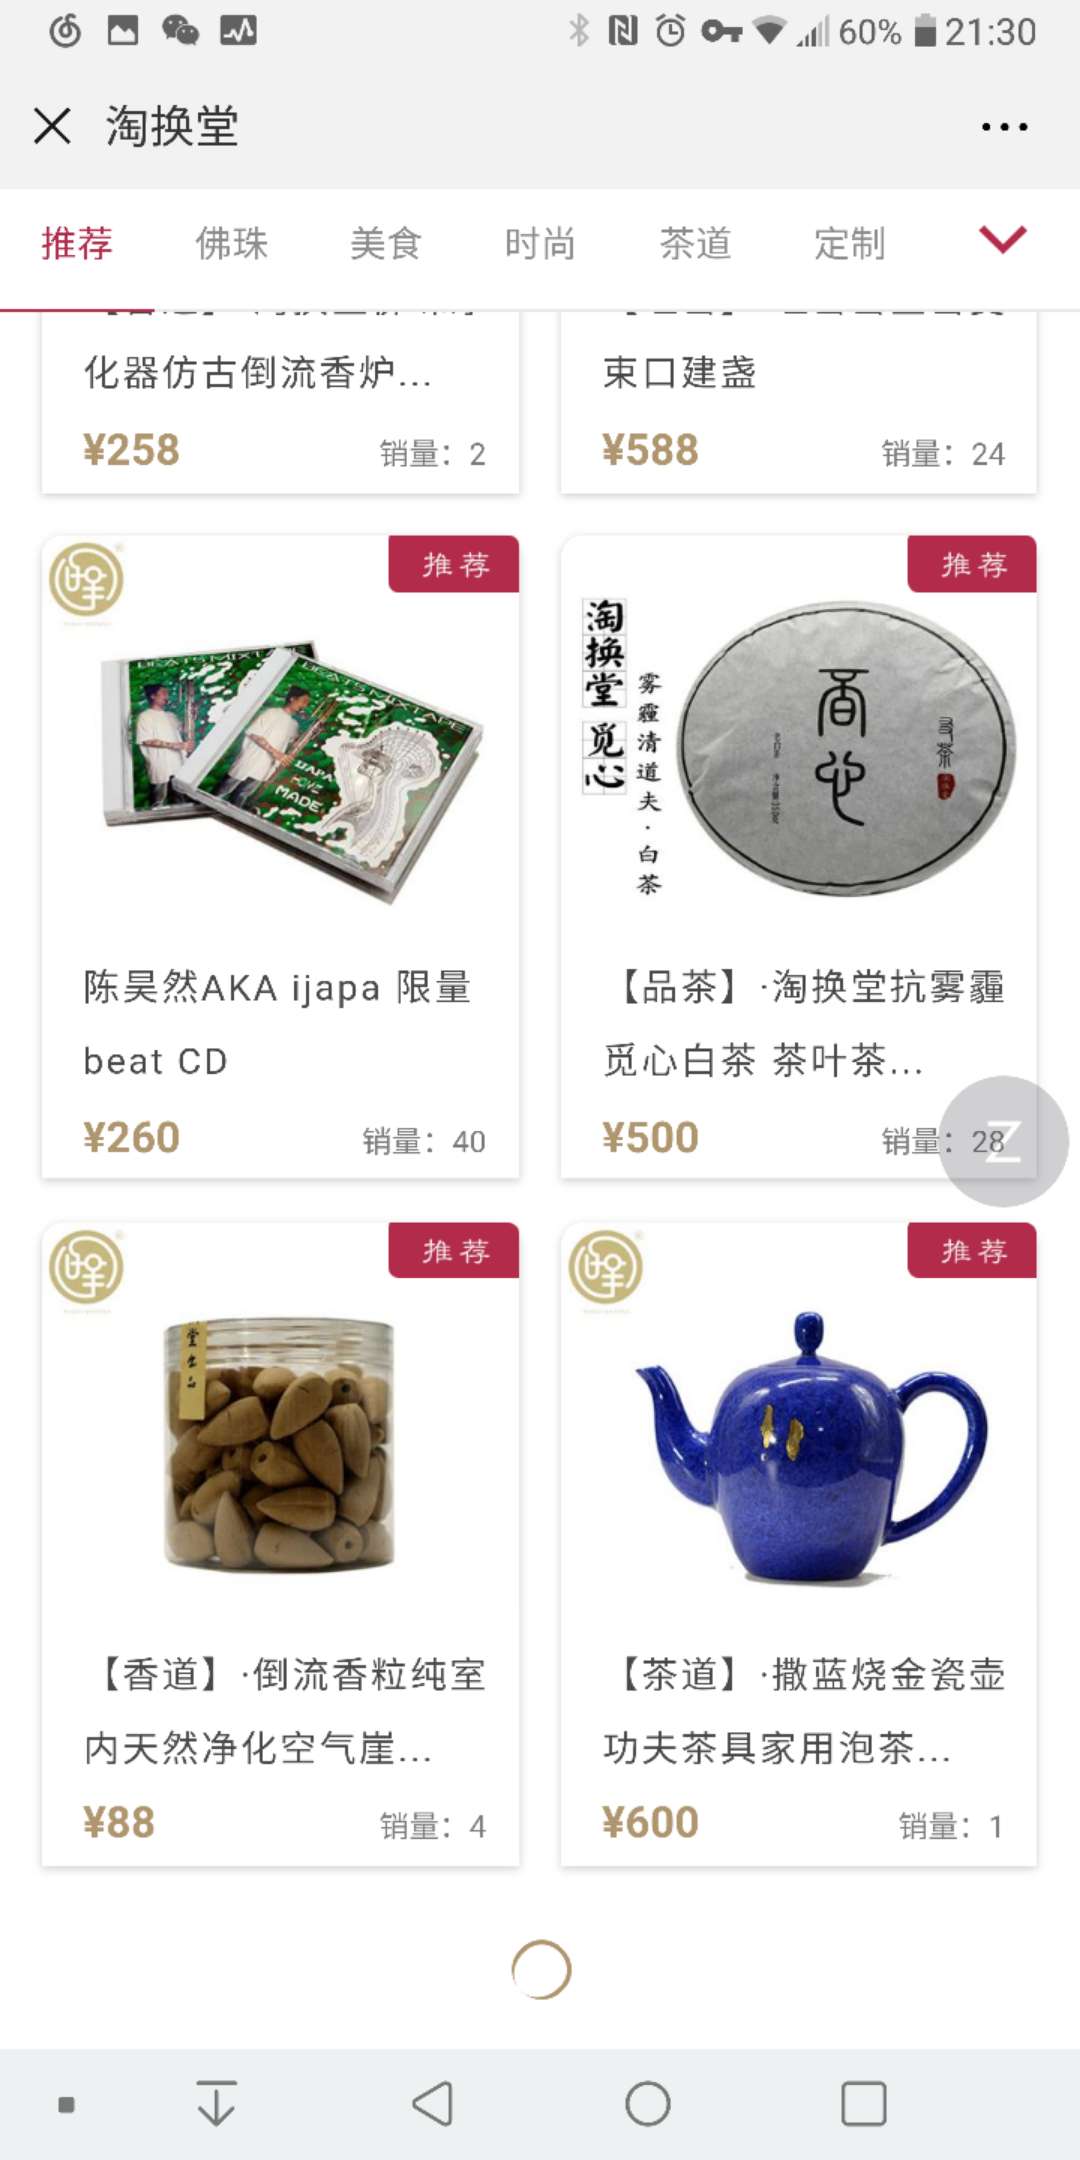 60% 21:30
淘换堂
推荐 佛珠 美食 时尚 茶道 定制
化器仿古倒流香炉...
¥258 销量：2
束口建盏
¥588 销量：24
推荐
BEATS MIXTAPE
IJAPA
MADE
陈昊然AKA ijapa 限量
beat CD
¥260 销量：40
推荐
淘换堂 觅心
雾霾清道夫·白茶
【品茶】·淘换堂抗雾霾
觅心白茶 茶叶茶...
¥500 销量：28
Z
推荐
堂出品
【香道】·倒流香粒纯室
内天然净化空气崖...
¥88 销量：4
推荐
【茶道】·撒蓝烧金瓷壶
功夫茶具家用泡茶...
¥600 销量：1